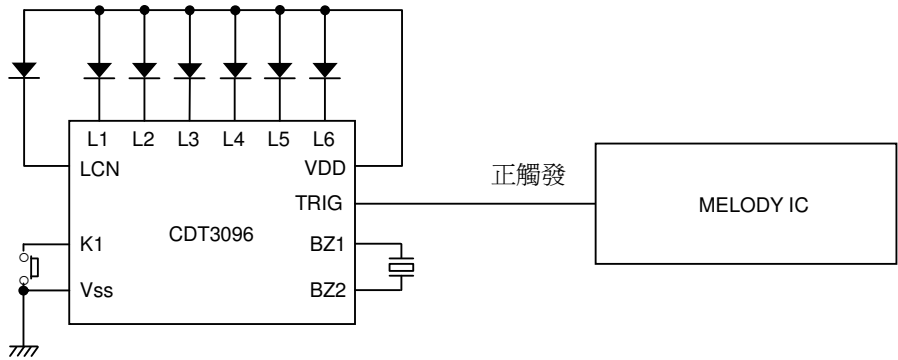 L1 L2 L3 L4 L5 L6
LCN VDD
正觸發
TRIG
MELODY IC
CDT3096
K1 BZ1
Vss BZ2